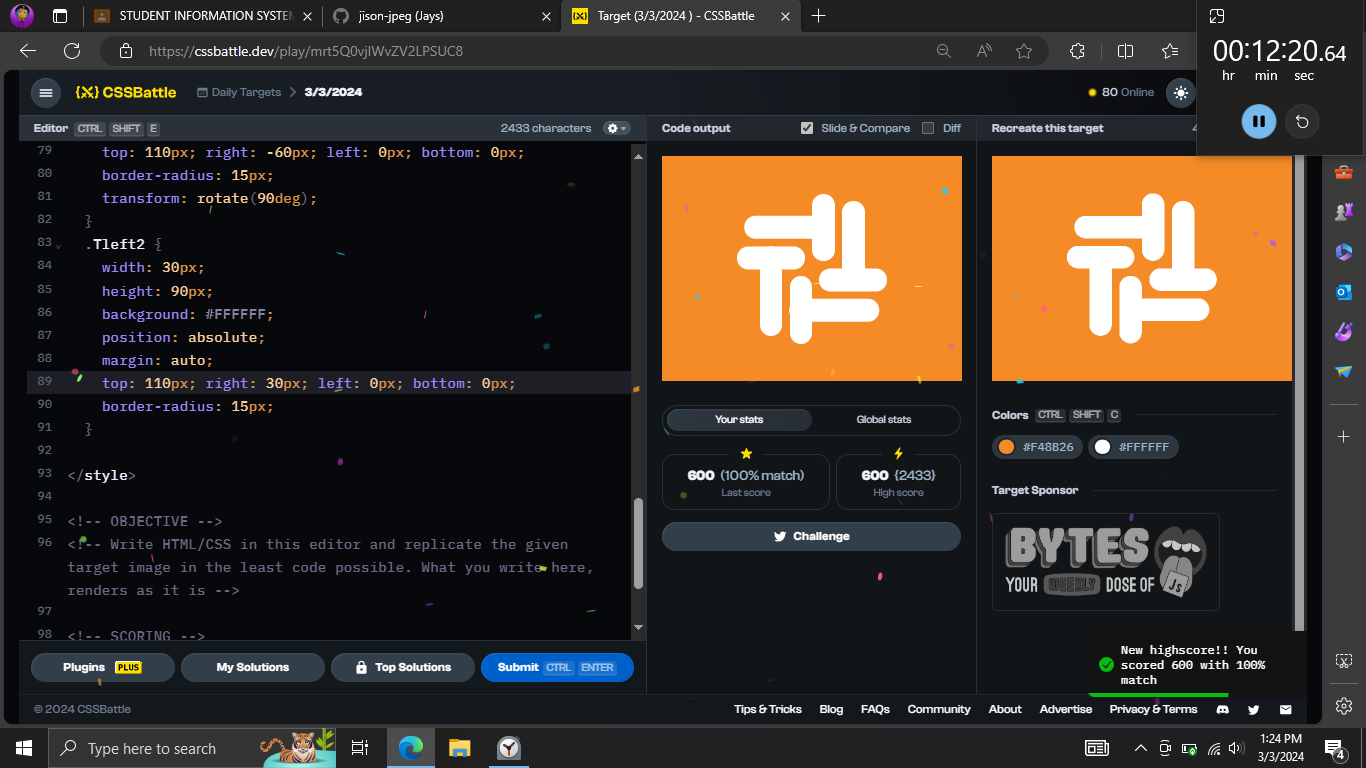 STUDENT INFORMATION SYSTEM
jison-jpeg (Jays)
Target (3/3/2024 ) - CSSBattle
https://cssbattle.dev/play/mrt5Q0vjlWvZV2LPSUC8
00:12:20.64
hr min sec
{X} CSSBattle
Daily Targets > 3/3/2024
80 Online
Editor CTRL SHIFT E
2433 characters
Code output
Slide & Compare
Diff
Recreate this target
79 top: 110px; right: -60px; left: 0px; bottom: 0px;
80 border-radius: 15px;
81 transform: rotate(90deg);
82 }
83 .Tleft2 {
84 width: 30px;
85 height: 90px;
86 background: #FFFFFF;
87 position: absolute;
88 margin: auto;
89 top: 110px; right: 30px; left: 0px; bottom: 0px;
90 border-radius: 15px;
91 }
92
93 </style>
94
95 <!-- OBJECTIVE -->
96 <!-- Write HTML/CSS in this editor and replicate the given
target image in the least code possible. What you write here,
renders as it is -->
97
98 <!-- SCORING -->
Your stats
Global stats
600 (100% match)
Last score
600 {2433}
High score
Challenge
Colors CTRL SHIFT C
#F48B26
#FFFFFF
Target Sponsor
BYTES
YOUR WEEKLY DOSE OF JS
New highscore!! You
scored 600 with 100%
match
Plugins PLUS
My Solutions
Top Solutions
Submit CTRL ENTER
© 2024 CSSBattle
Tips & Tricks
Blog
FAQs
Community
About
Advertise
Privacy & Terms
Type here to search
1:24 PM
3/3/2024
4